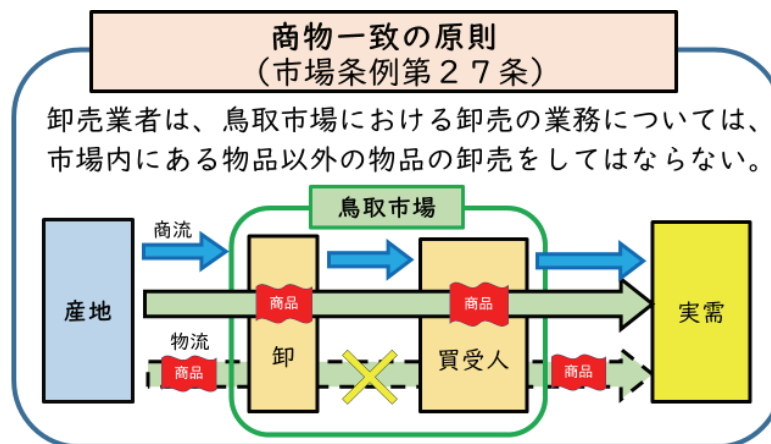 商物一致の原則
(市場条例第27条)
卸売業者は、鳥取市場における卸売の業務については、
市場内にある物品以外の物品の卸売をしてはならない。
鳥取市場
商流
商品
商品
産地
卸
買受人
実需
物流
商品
商品